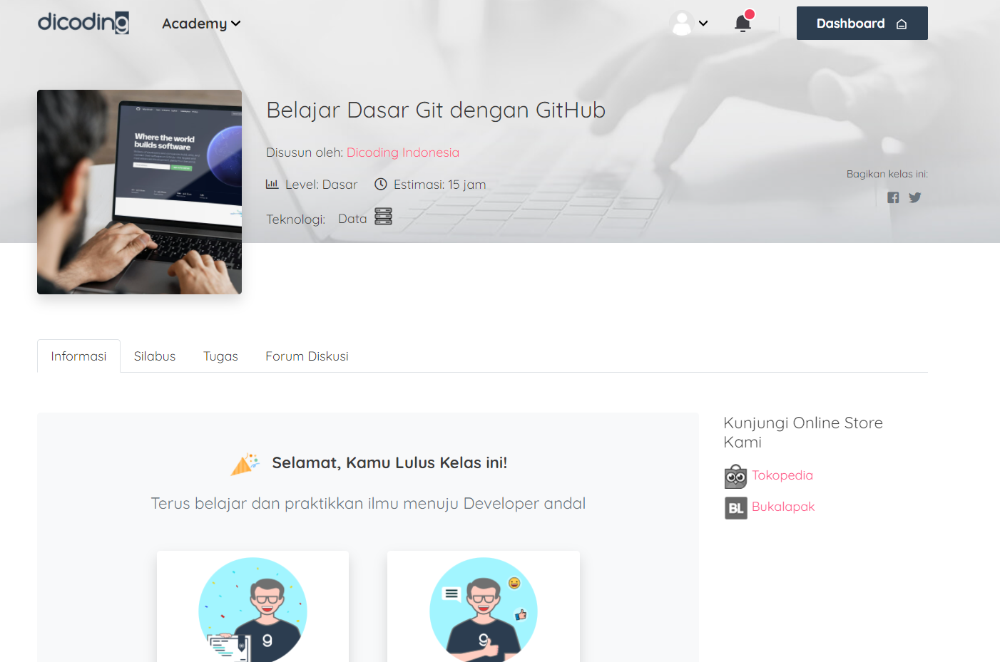 dicoding
Academy
Dashboard
Where the world
builds software
Belajar Dasar Git dengan GitHub
Disusun oleh: Dicoding Indonesia
Level: Dasar
Estimasi: 15 jam
Teknologi:
Data
Bagikan kelas ini:
Informasi
Silabus
Tugas
Forum Diskusi
Selamat, Kamu Lulus Kelas ini!
Terus belajar dan praktikkan ilmu menuju Developer andal
9
9
Kunjungi Online Store
Kami
Tokopedia
BL Bukalapak